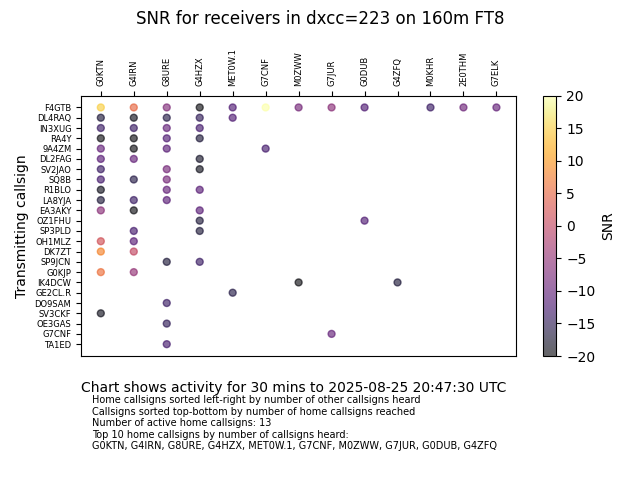 SNR for receivers in dxcc=223 on 160m FT8
G0KTN G4IRN G8URE G4HZX MET0W.1 G7CNF M0ZWW G7JUR G0DUB G4ZFQ M0KHR 2E0THM G7ELK
Transmitting callsign
F4GTB
DL4RAQ
IN3XUG
RA4Y
9A4ZM
DL2FAG
SV2JAO
SQ8B
R1BLO
LA8YJA
EA3AKY
OZ1FHU
SP3PLD
OH1MLZ
DK7ZT
SP9JCN
G0KJP
IK4DCW
GE2CL.R
DO9SAM
SV3CKF
OE3GAS
G7CNF
TA1ED
20
15
10
5
0
−5
−10
−15
−20
SNR
Chart shows activity for 30 mins to 2025-08-25 20:47:30 UTC
Home callsigns sorted left-right by number of other callsigns heard
Callsigns sorted top-bottom by number of home callsigns reached
Number of active home callsigns: 13
Top 10 home callsigns by number of callsigns heard:
G0KTN, G4IRN, G8URE, G4HZX, MET0W.1, G7CNF, M0ZWW, G7JUR, G0DUB, G4ZFQ